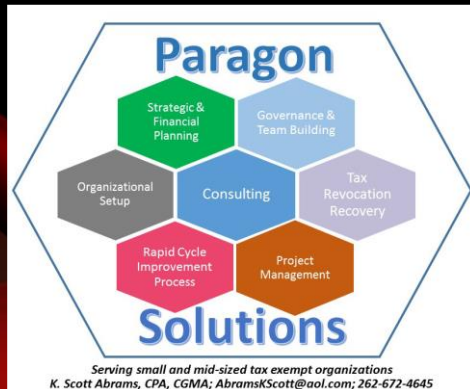 Paragon
Strategic &
Financial
Planning
Governance &
Team Building
Organizational
Setup
Consulting
Tax
Revocation
Recovery
Rapid Cycle
Improvement
Process
Project
Management
Solutions
Serving small and mid-sized tax exempt organizations
K. Scott Abrams, CPA, CGMA; AbramsKScott@aol.com; 262-672-4645